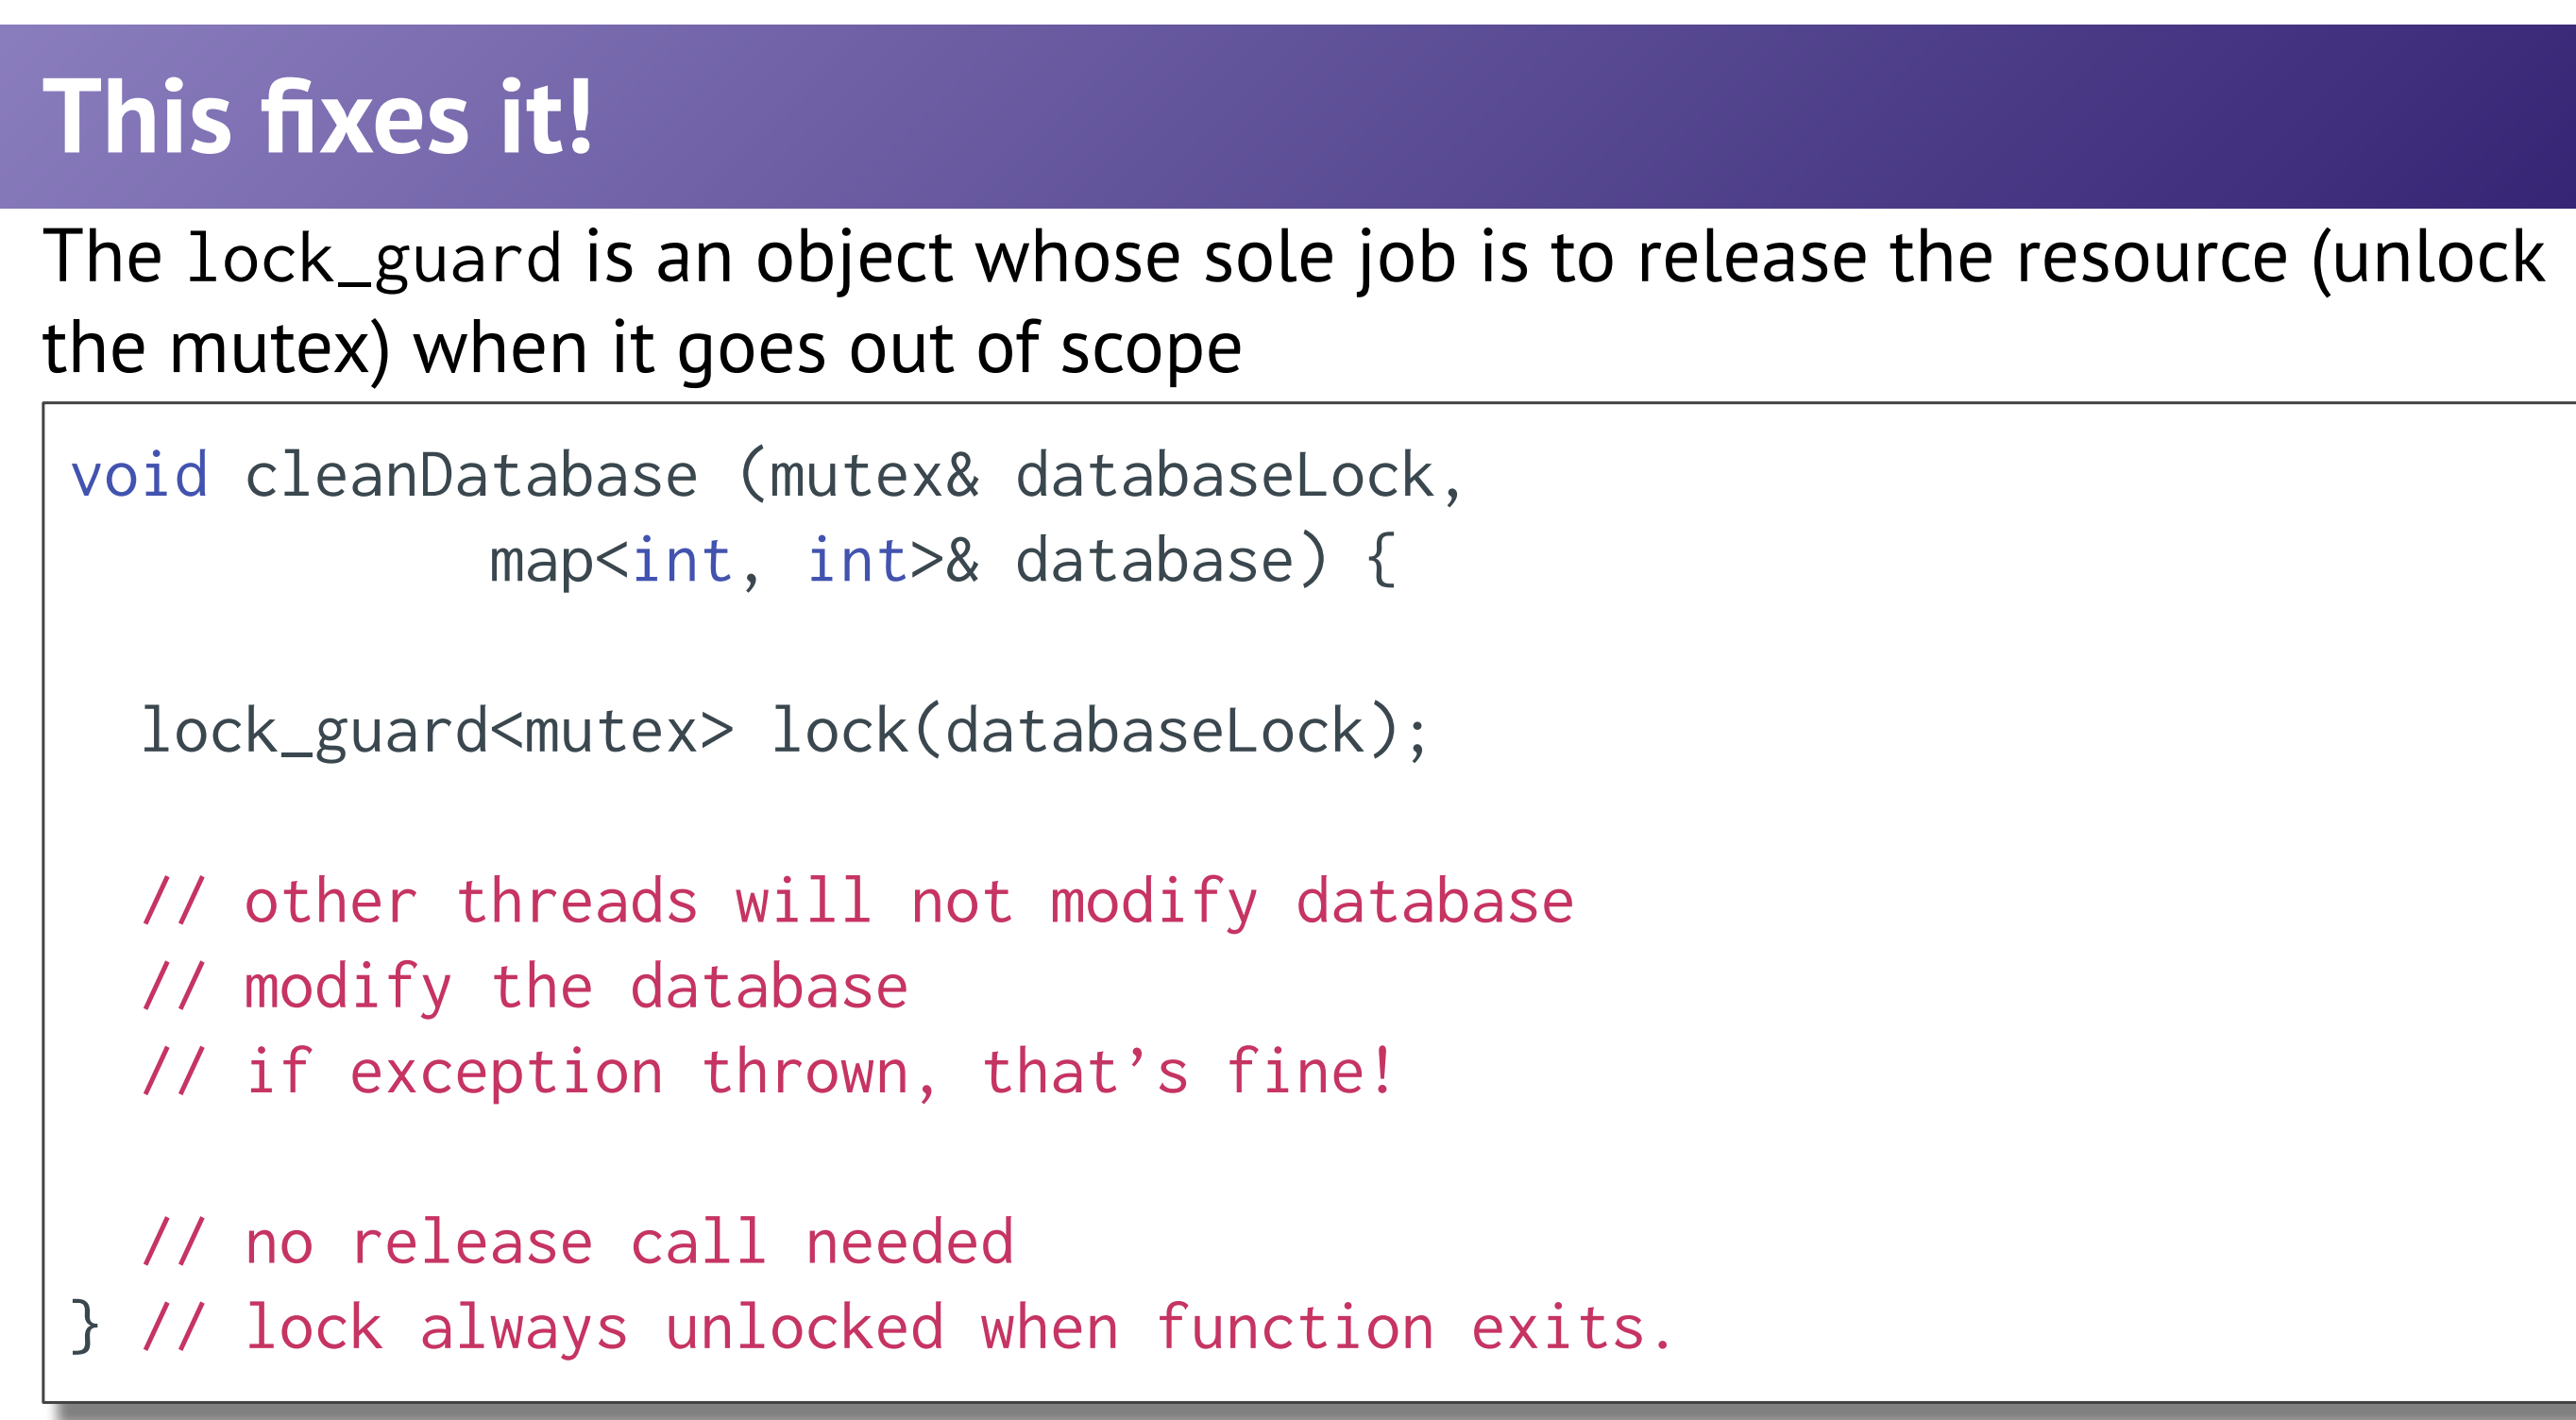 This fixes it!
The lock_guard is an object whose sole job is to release the resource (unlock
the mutex) when it goes out of scope
void cleanDatabase (mutex& databaseLock,
map<int, int>& database) {
lock_guard<mutex> lock(databaseLock);
// other threads will not modify database
// modify the database
// if exception thrown, that’s fine!
// no release call needed
} // lock always unlocked when function exits.